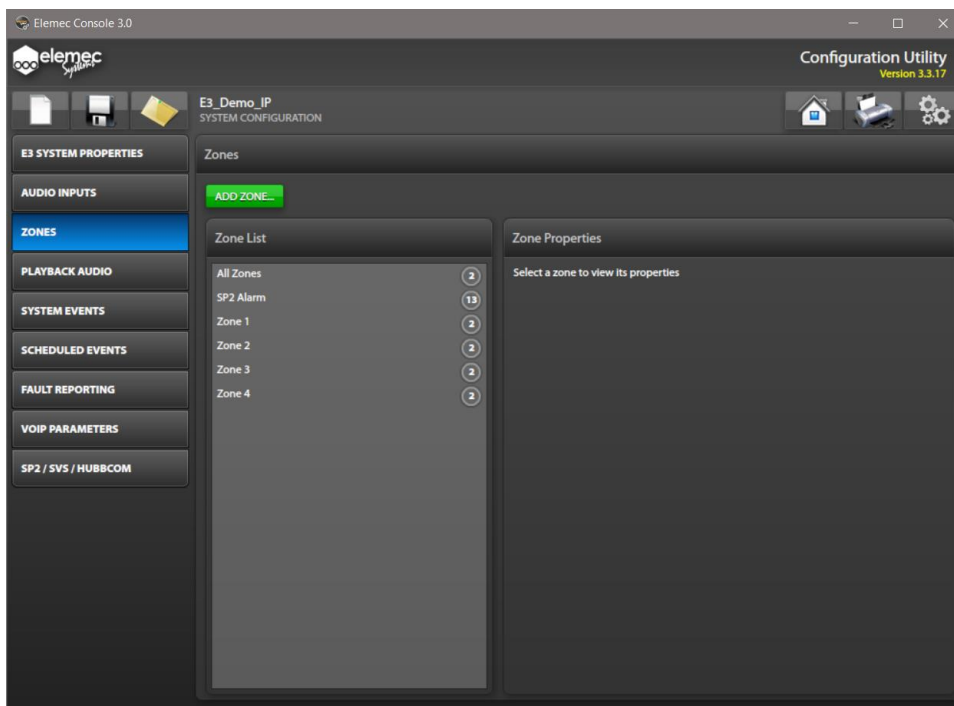 Elemec Console 3.0
elemec
Systems
Configuration Utility
Version 3.3.17
E3_Demo_IP
SYSTEM CONFIGURATION
E3 SYSTEM PROPERTIES
AUDIO INPUTS
ZONES
PLAYBACK AUDIO
SYSTEM EVENTS
SCHEDULED EVENTS
FAULT REPORTING
VOIP PARAMETERS
SP2 / SVS / HUBBCOM
Zones
ADD ZONE...
Zone List
All Zones 2
SP2 Alarm 13
Zone 1 2
Zone 2 2
Zone 3 2
Zone 4 2
Zone Properties
Select a zone to view its properties